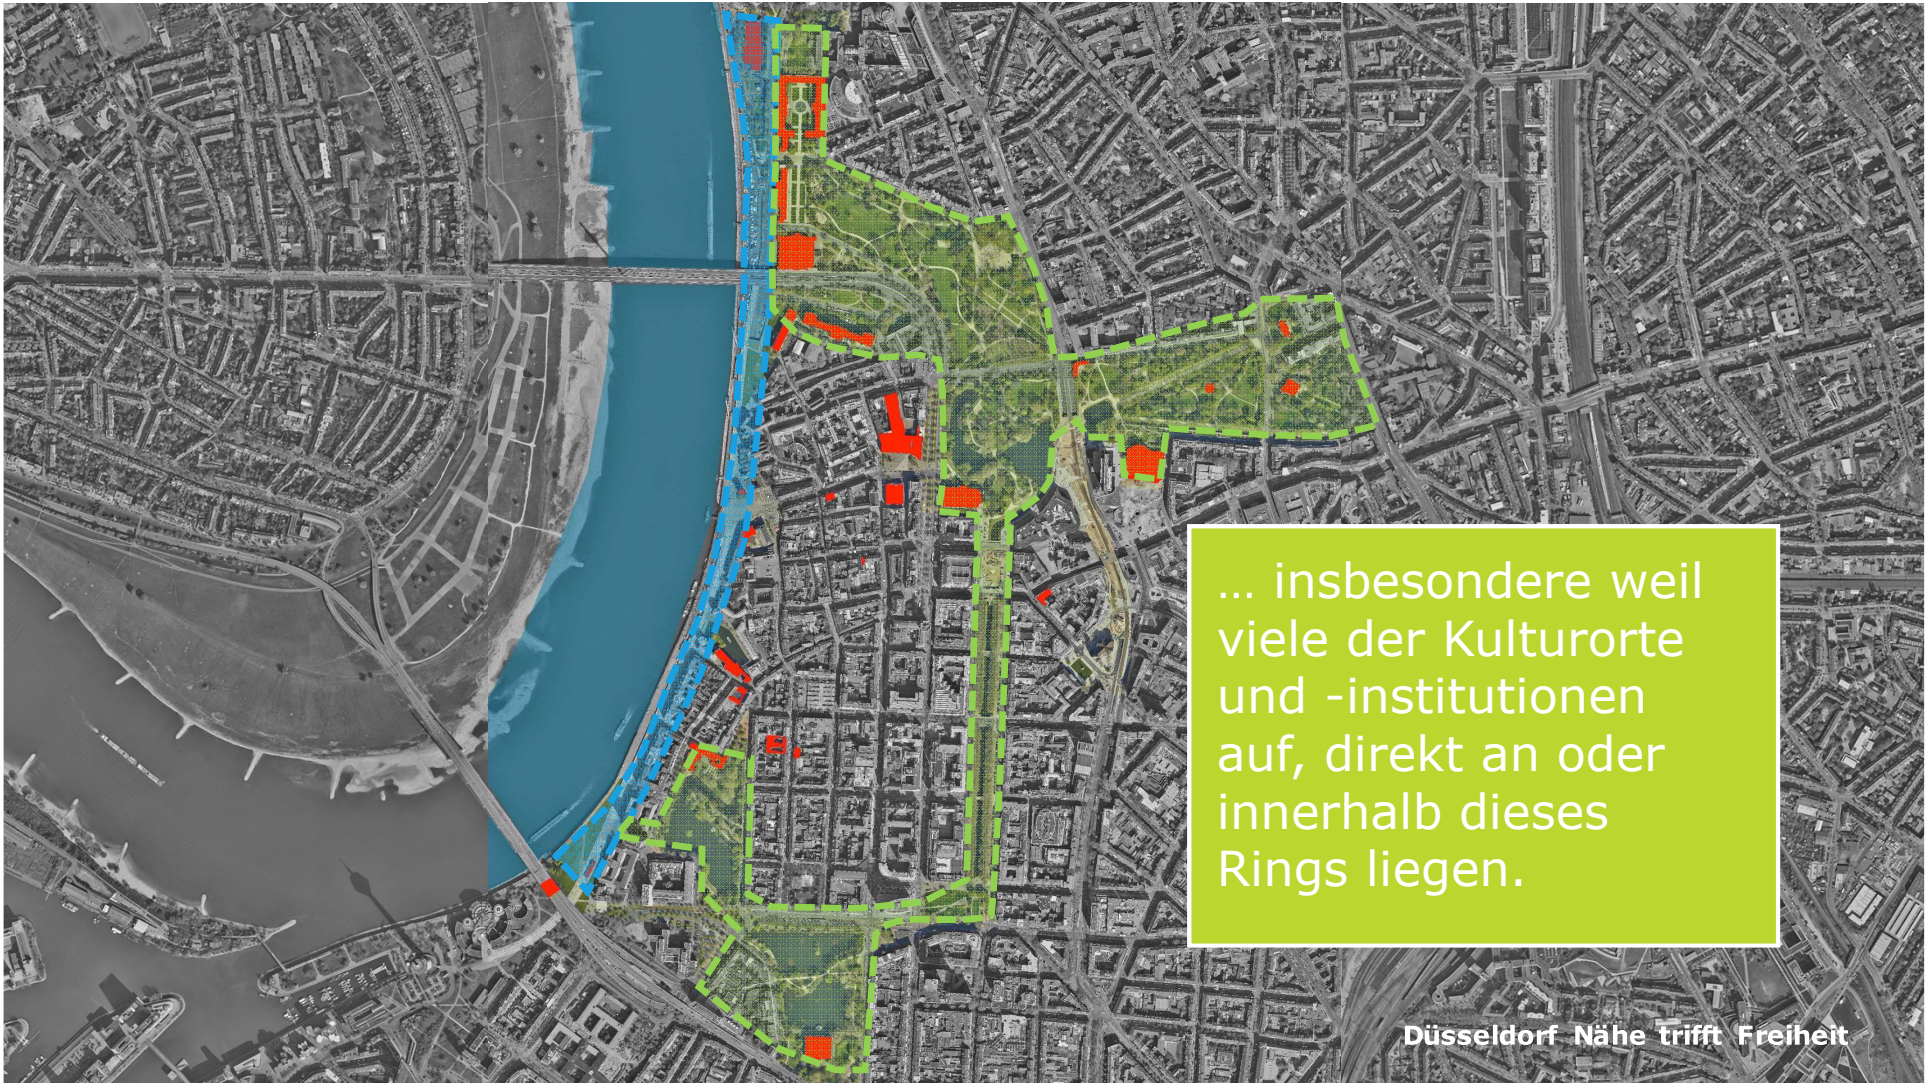 … insbesondere weil
viele der Kulturorte
und -institutionen
auf, direkt an oder
innerhalb dieses
Rings liegen.
Düsseldorf Nähe trifft Freiheit